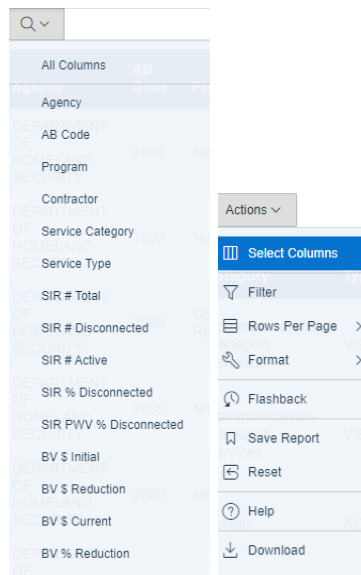 All Columns
Agency
AB Code
Program
Contractor
Service Category
Service Type
SIR # Total
SIR # Disconnected
SIR # Active
SIR % Disconnected
SIR PWV % Disconnected
BV $ Initial
BV $ Reduction
BV $ Current
BV % Reduction
Actions
Select Columns
Filter
Rows Per Page
Format
Flashback
Save Report
Reset
Help
Download